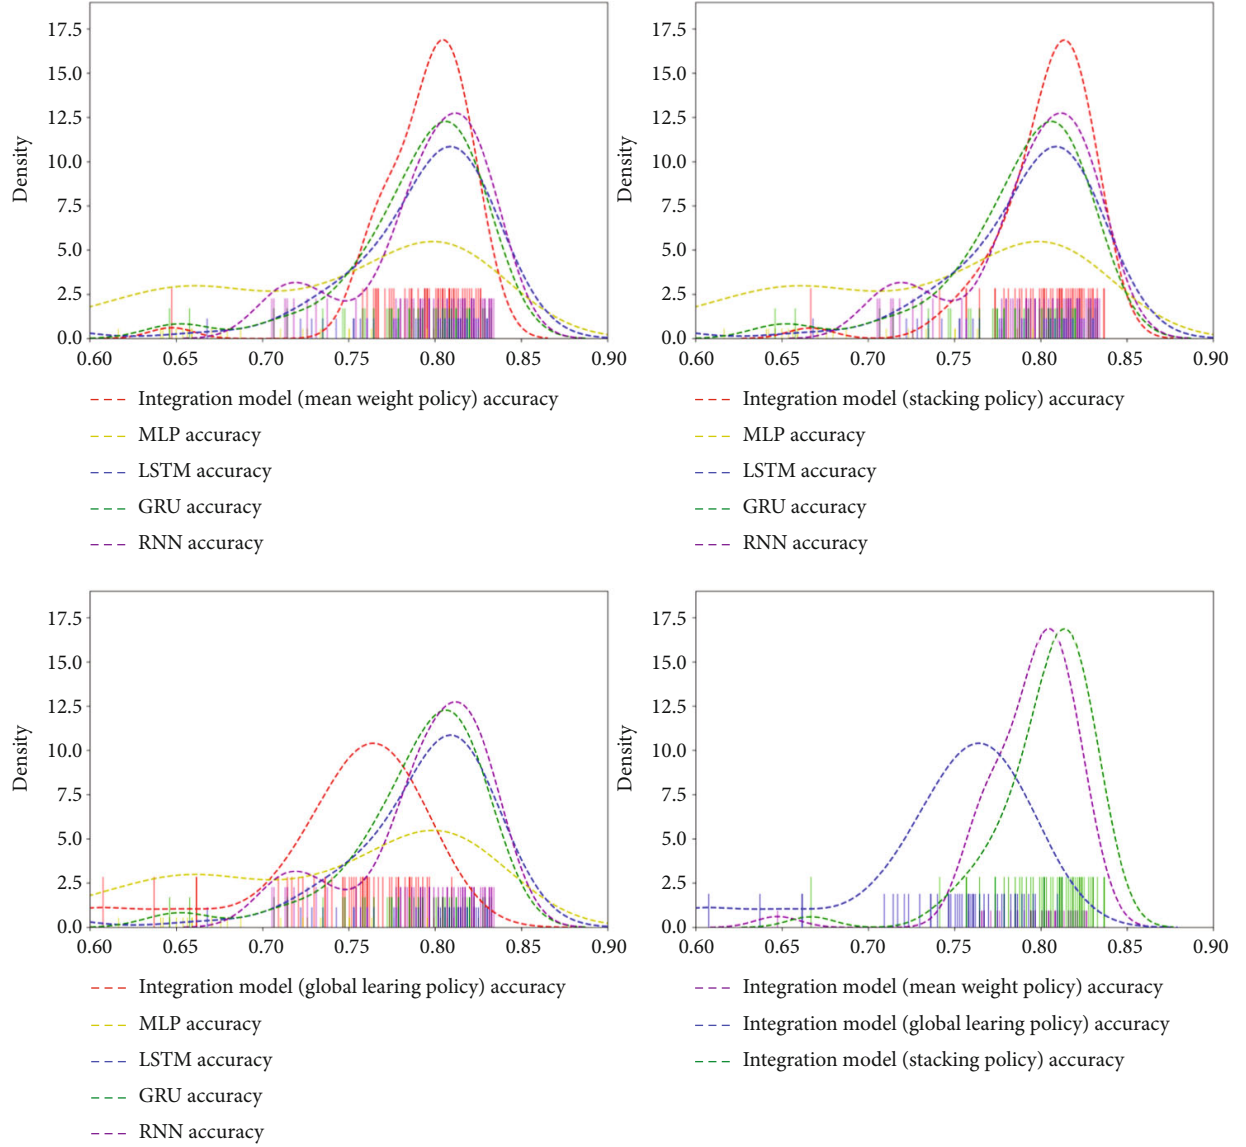 17.5
15.0
12.5
10.0
7.5
5.0
2.5
0.0
Density
0.60 0.65 0.70 0.75 0.80 0.85 0.90
Integration model (mean weight policy) accuracy
MLP accuracy
LSTM accuracy
GRU accuracy
RNN accuracy
17.5
15.0
12.5
10.0
7.5
5.0
2.5
0.0
Density
0.60 0.65 0.70 0.75 0.80 0.85 0.90
Integration model (stacking policy) accuracy
MLP accuracy
LSTM accuracy
GRU accuracy
RNN accuracy
17.5
15.0
12.5
10.0
7.5
5.0
2.5
0.0
Density
0.60 0.65 0.70 0.75 0.80 0.85 0.90
Integration model (global learing policy) accuracy
MLP accuracy
LSTM accuracy
GRU accuracy
RNN accuracy
17.5
15.0
12.5
10.0
7.5
5.0
2.5
0.0
Density
0.60 0.65 0.70 0.75 0.80 0.85 0.90
Integration model (mean weight policy) accuracy
Integration model (global learing policy) accuracy
Integration model (stacking policy) accuracy